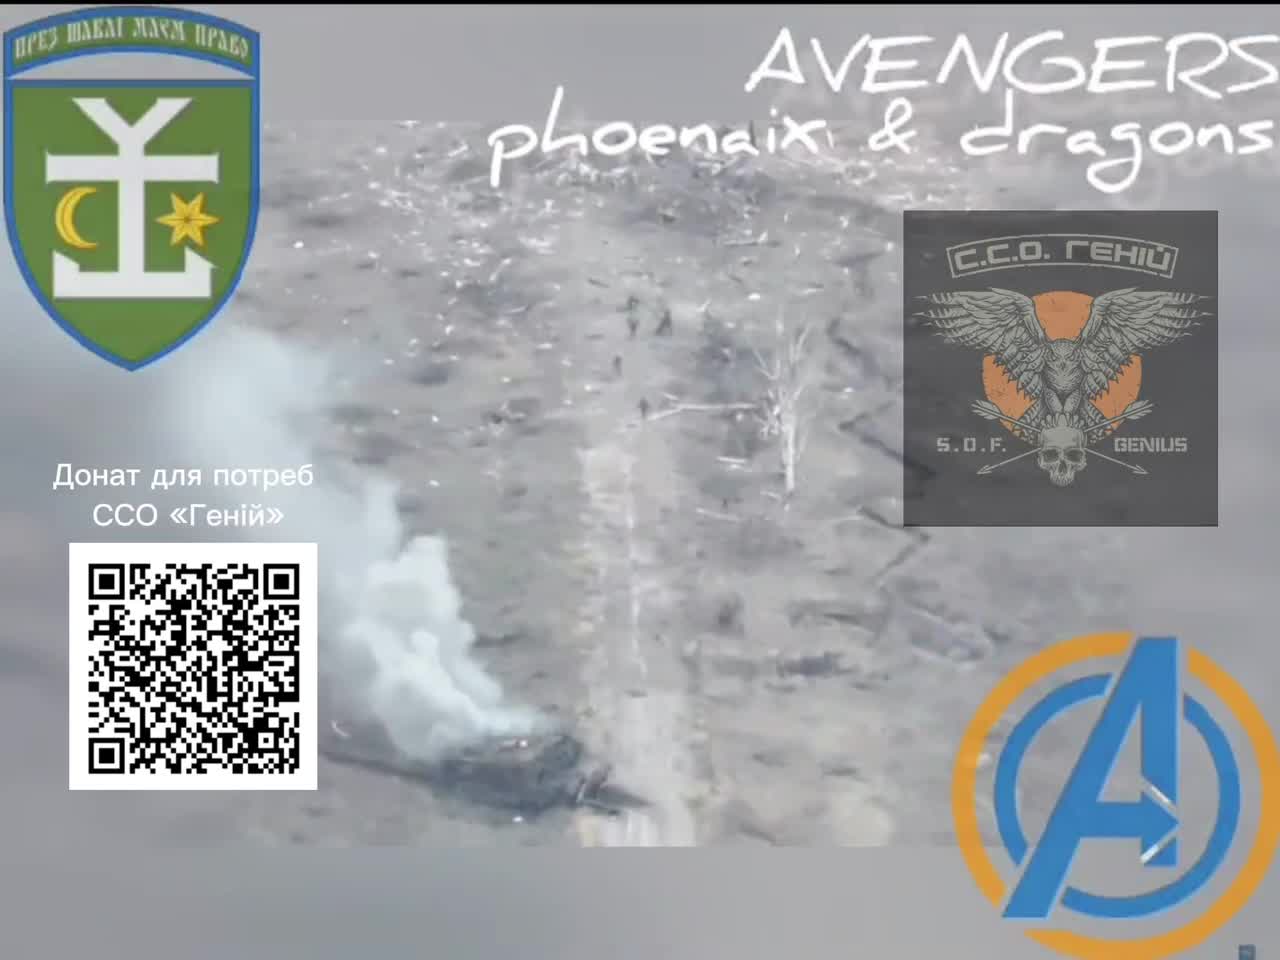 ПРЕЗ ШАБЛІ МАЄМ ПРАВО
AVENGERS
phoenaix & dragons
С.С.О. ГЕНІЙ
S.O.F. GENIUS
Донат для потреб
ССО «Геній»